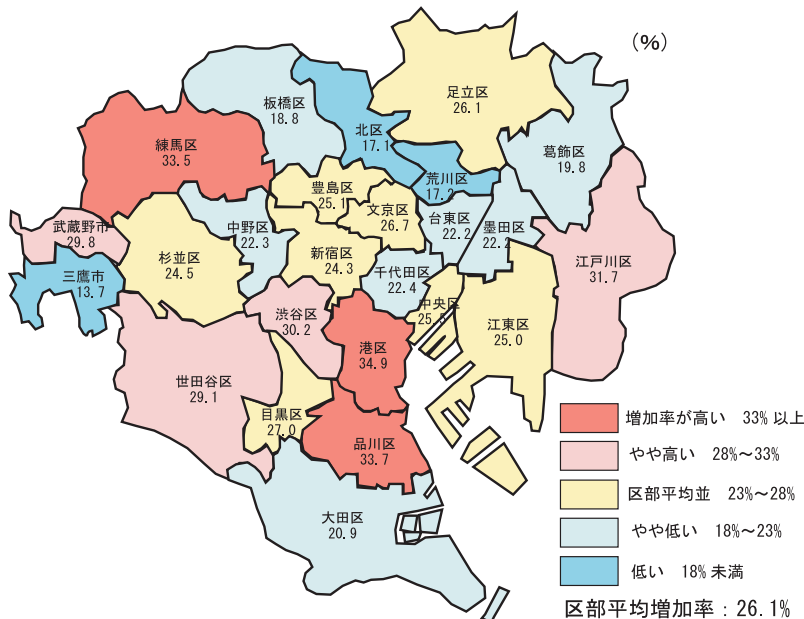 (%)
足立区
26.1
板橋区
18.8
北区
17.1
葛飾区
19.8
練馬区
33.5
荒川区
17.2
豊島区
25.1
文京区
26.7
台東区
22.2
墨田区
22.2
武蔵野市
29.8
中野区
22.3
杉並区
24.5
新宿区
24.3
千代田区
22.4
江戸川区
31.7
三鷹市
13.7
渋谷区
30.2
中央区
25.5
江東区
25.0
港区
34.9
世田谷区
29.1
目黒区
27.0
品川区
33.7
大田区
20.9
増加率が高い 33%以上
やや高い 28%～33%
区部平均並 23%～28%
やや低い 18%～23%
低い 18%未満
区部平均増加率：26.1%